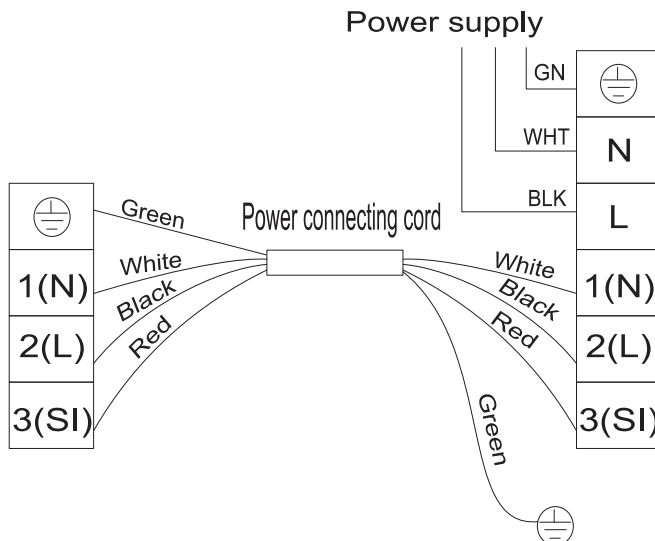 Power supply
GN
WHT
N
BLK
L
Green
Power connecting cord
White
White
1(N)
1(N)
Black
Black
2(L)
2(L)
Red
Red
3(SI)
3(SI)
Green